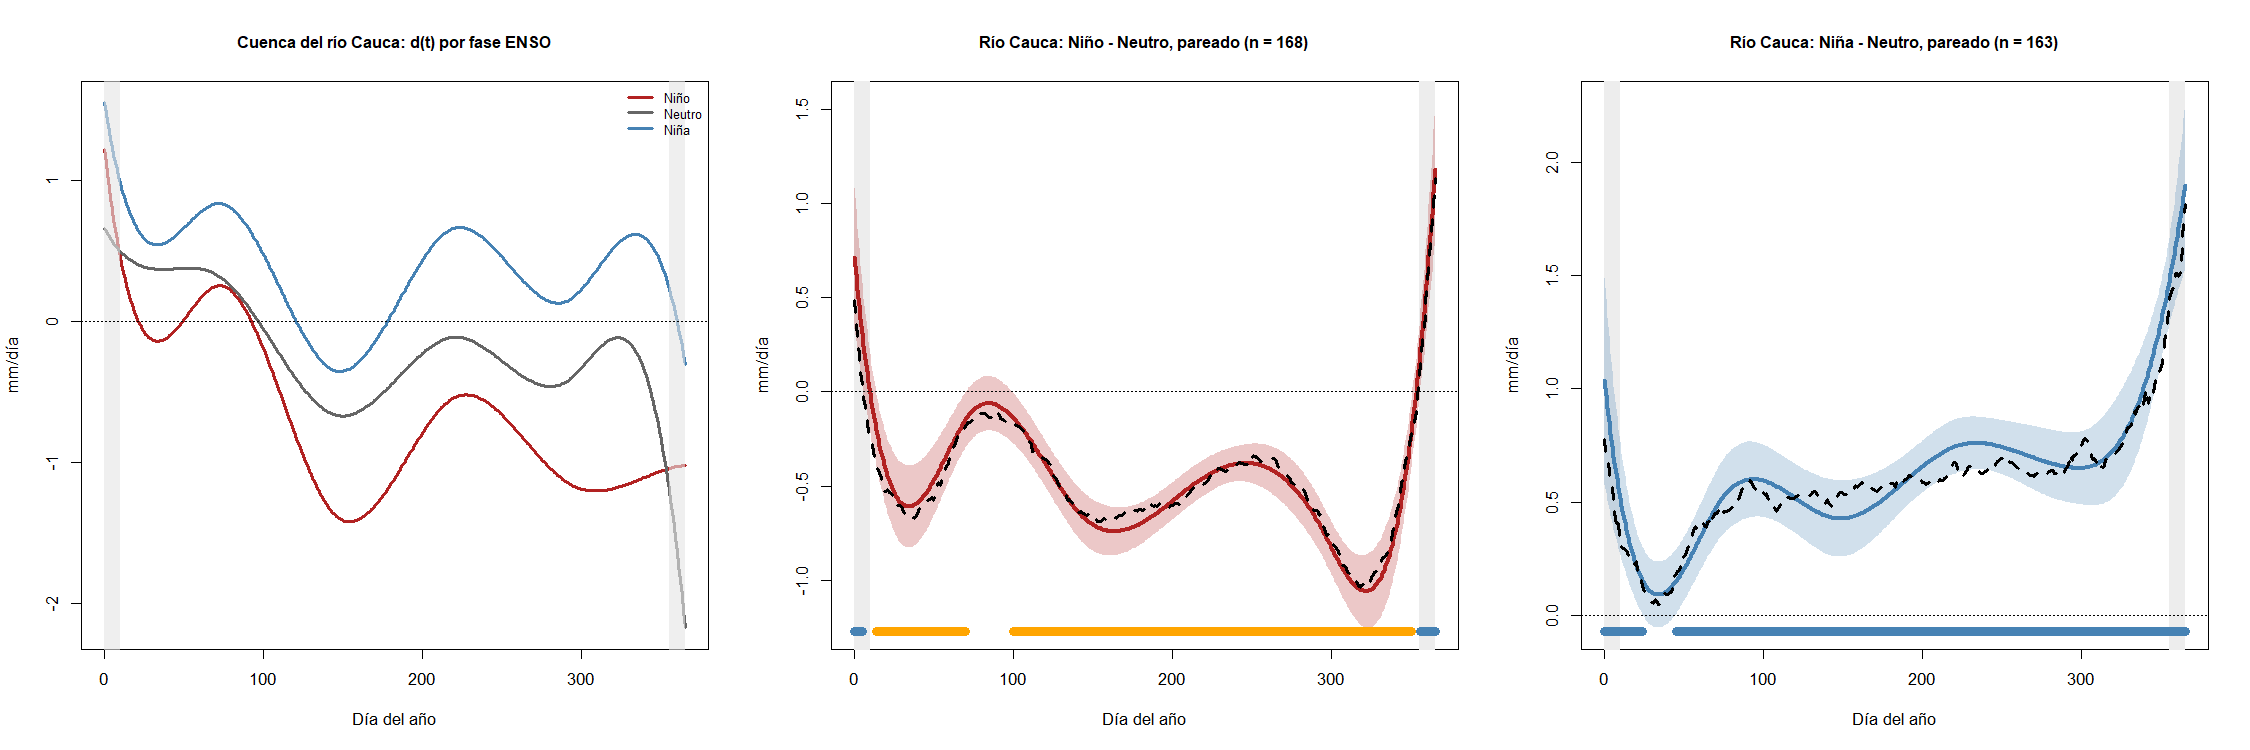 Cuenca del río Cauca: d(t) por fase ENSO
Niño
Neutro
Niña
1
0
-1
-2
mm/día
0 100 200 300
Día del año
Río Cauca: Niño - Neutro, pareado (n = 168)
1.5
1.0
0.5
0.0
-0.5
-1.0
mm/día
0 100 200 300
Día del año
Río Cauca: Niña - Neutro, pareado (n = 163)
2.0
1.5
1.0
0.5
0.0
mm/día
0 100 200 300
Día del año